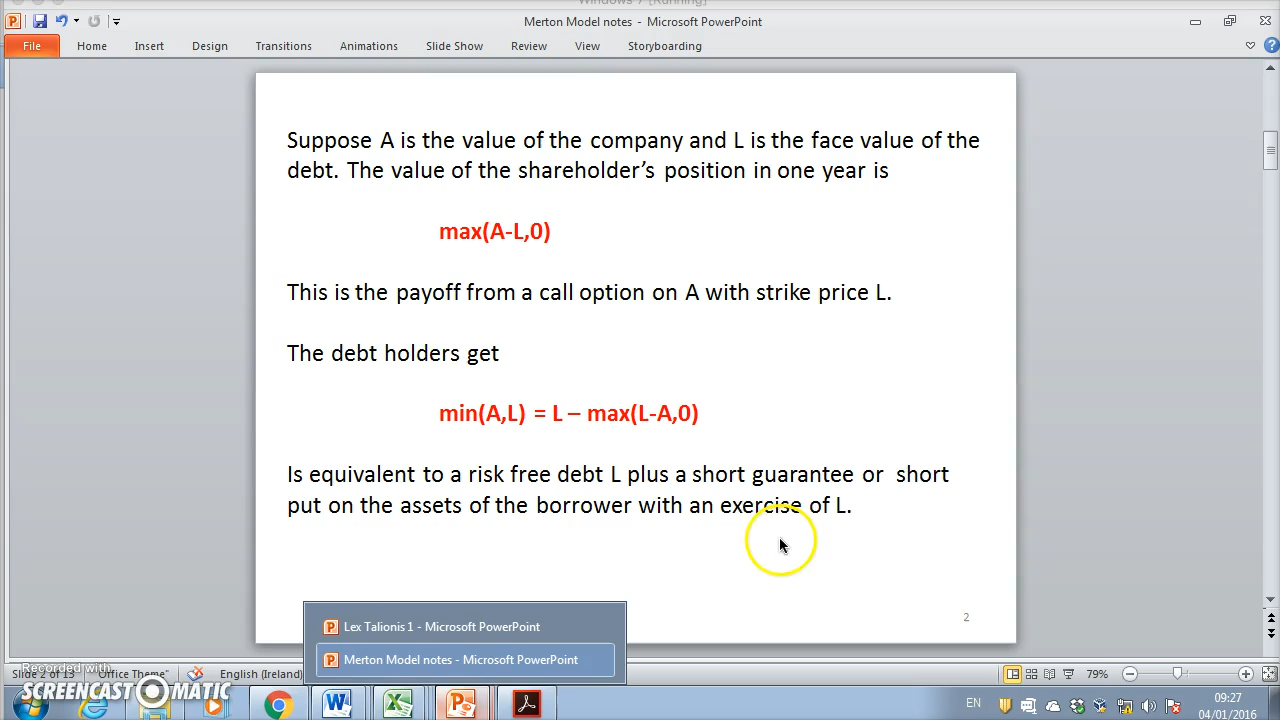 Windows 7 [Running]
Merton Model notes - Microsoft PowerPoint
File Home Insert Design Transitions Animations Slide Show Review View Storyboarding
Suppose A is the value of the company and L is the face value of the
debt. The value of the shareholder’s position in one year is
max(A-L,0)
This is the payoff from a call option on A with strike price L.
The debt holders get
min(A,L) = L – max(L-A,0)
Is equivalent to a risk free debt L plus a short guarantee or short
put on the assets of the borrower with an exercise of L.
2
Lex Talionis 1 - Microsoft PowerPoint
Merton Model notes - Microsoft PowerPoint
Slide 2 of 13 "Office Theme" English (Ireland) 79%
Recorded with
SCREENCAST MATIC
EN
09:27
04/01/2016